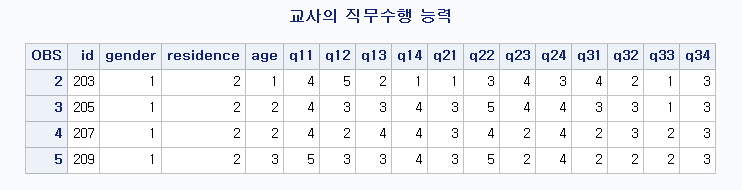 교사의 직무수행 능력
OBS id gender residence age q11 q12 q13 q14 q21 q22 q23 q24 q31 q32 q33 q34
2 203 1 2 1 4 5 2 1 1 3 4 3 4 2 1 3
3 205 1 2 2 4 3 3 4 3 5 4 4 3 3 1 3
4 207 1 2 2 4 2 4 4 3 4 2 4 2 3 2 3
5 209 1 2 3 5 3 3 4 3 5 2 4 2 2 2 3